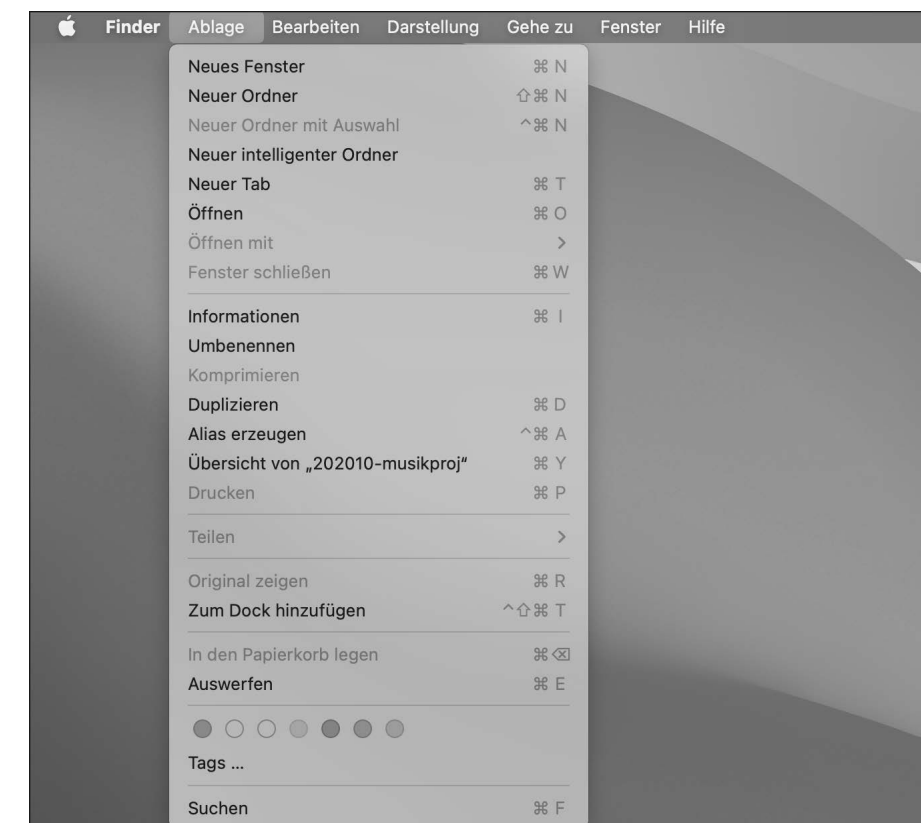 Finder Ablage Bearbeiten Darstellung Gehe zu Fenster Hilfe
Neues Fenster ⌘ N
Neuer Ordner ⇧⌘ N
Neuer Ordner mit Auswahl ^⌘ N
Neuer intelligenter Ordner
Neuer Tab ⌘ T
Öffnen ⌘ O
Öffnen mit >
Fenster schließen ⌘ W
Informationen ⌘ I
Umbenennen
Komprimieren
Duplizieren ⌘ D
Alias erzeugen ^⌘ A
Übersicht von „202010-musikproj“ ⌘ Y
Drucken ⌘ P
Teilen >
Original zeigen ⌘ R
Zum Dock hinzufügen ^⇧⌘ T
In den Papierkorb legen ⌘⌫
Auswerfen ⌘ E
Tags ...
Suchen ⌘ F